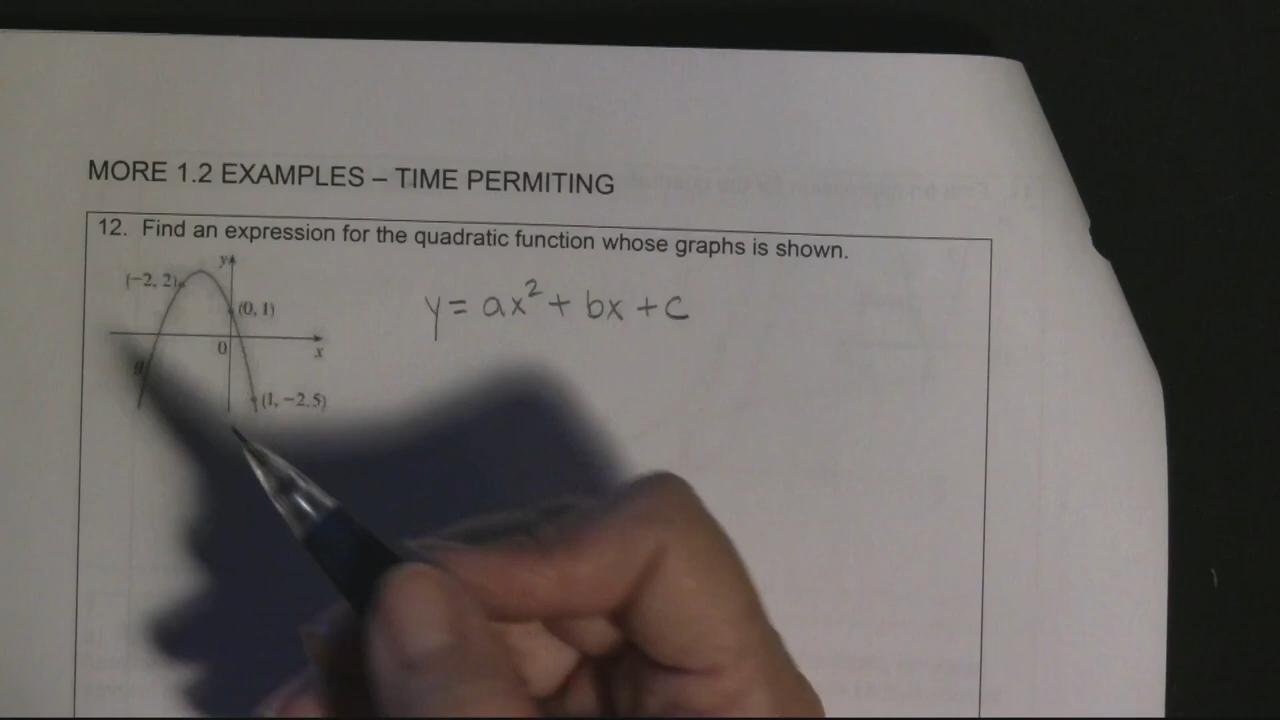 MORE 1.2 EXAMPLES – TIME PERMITING
12. Find an expression for the quadratic function whose graphs is shown.
y
(−2, 2)
y = ax² + bx + c
(0, 1)
0
x
g
(1, −2.5)